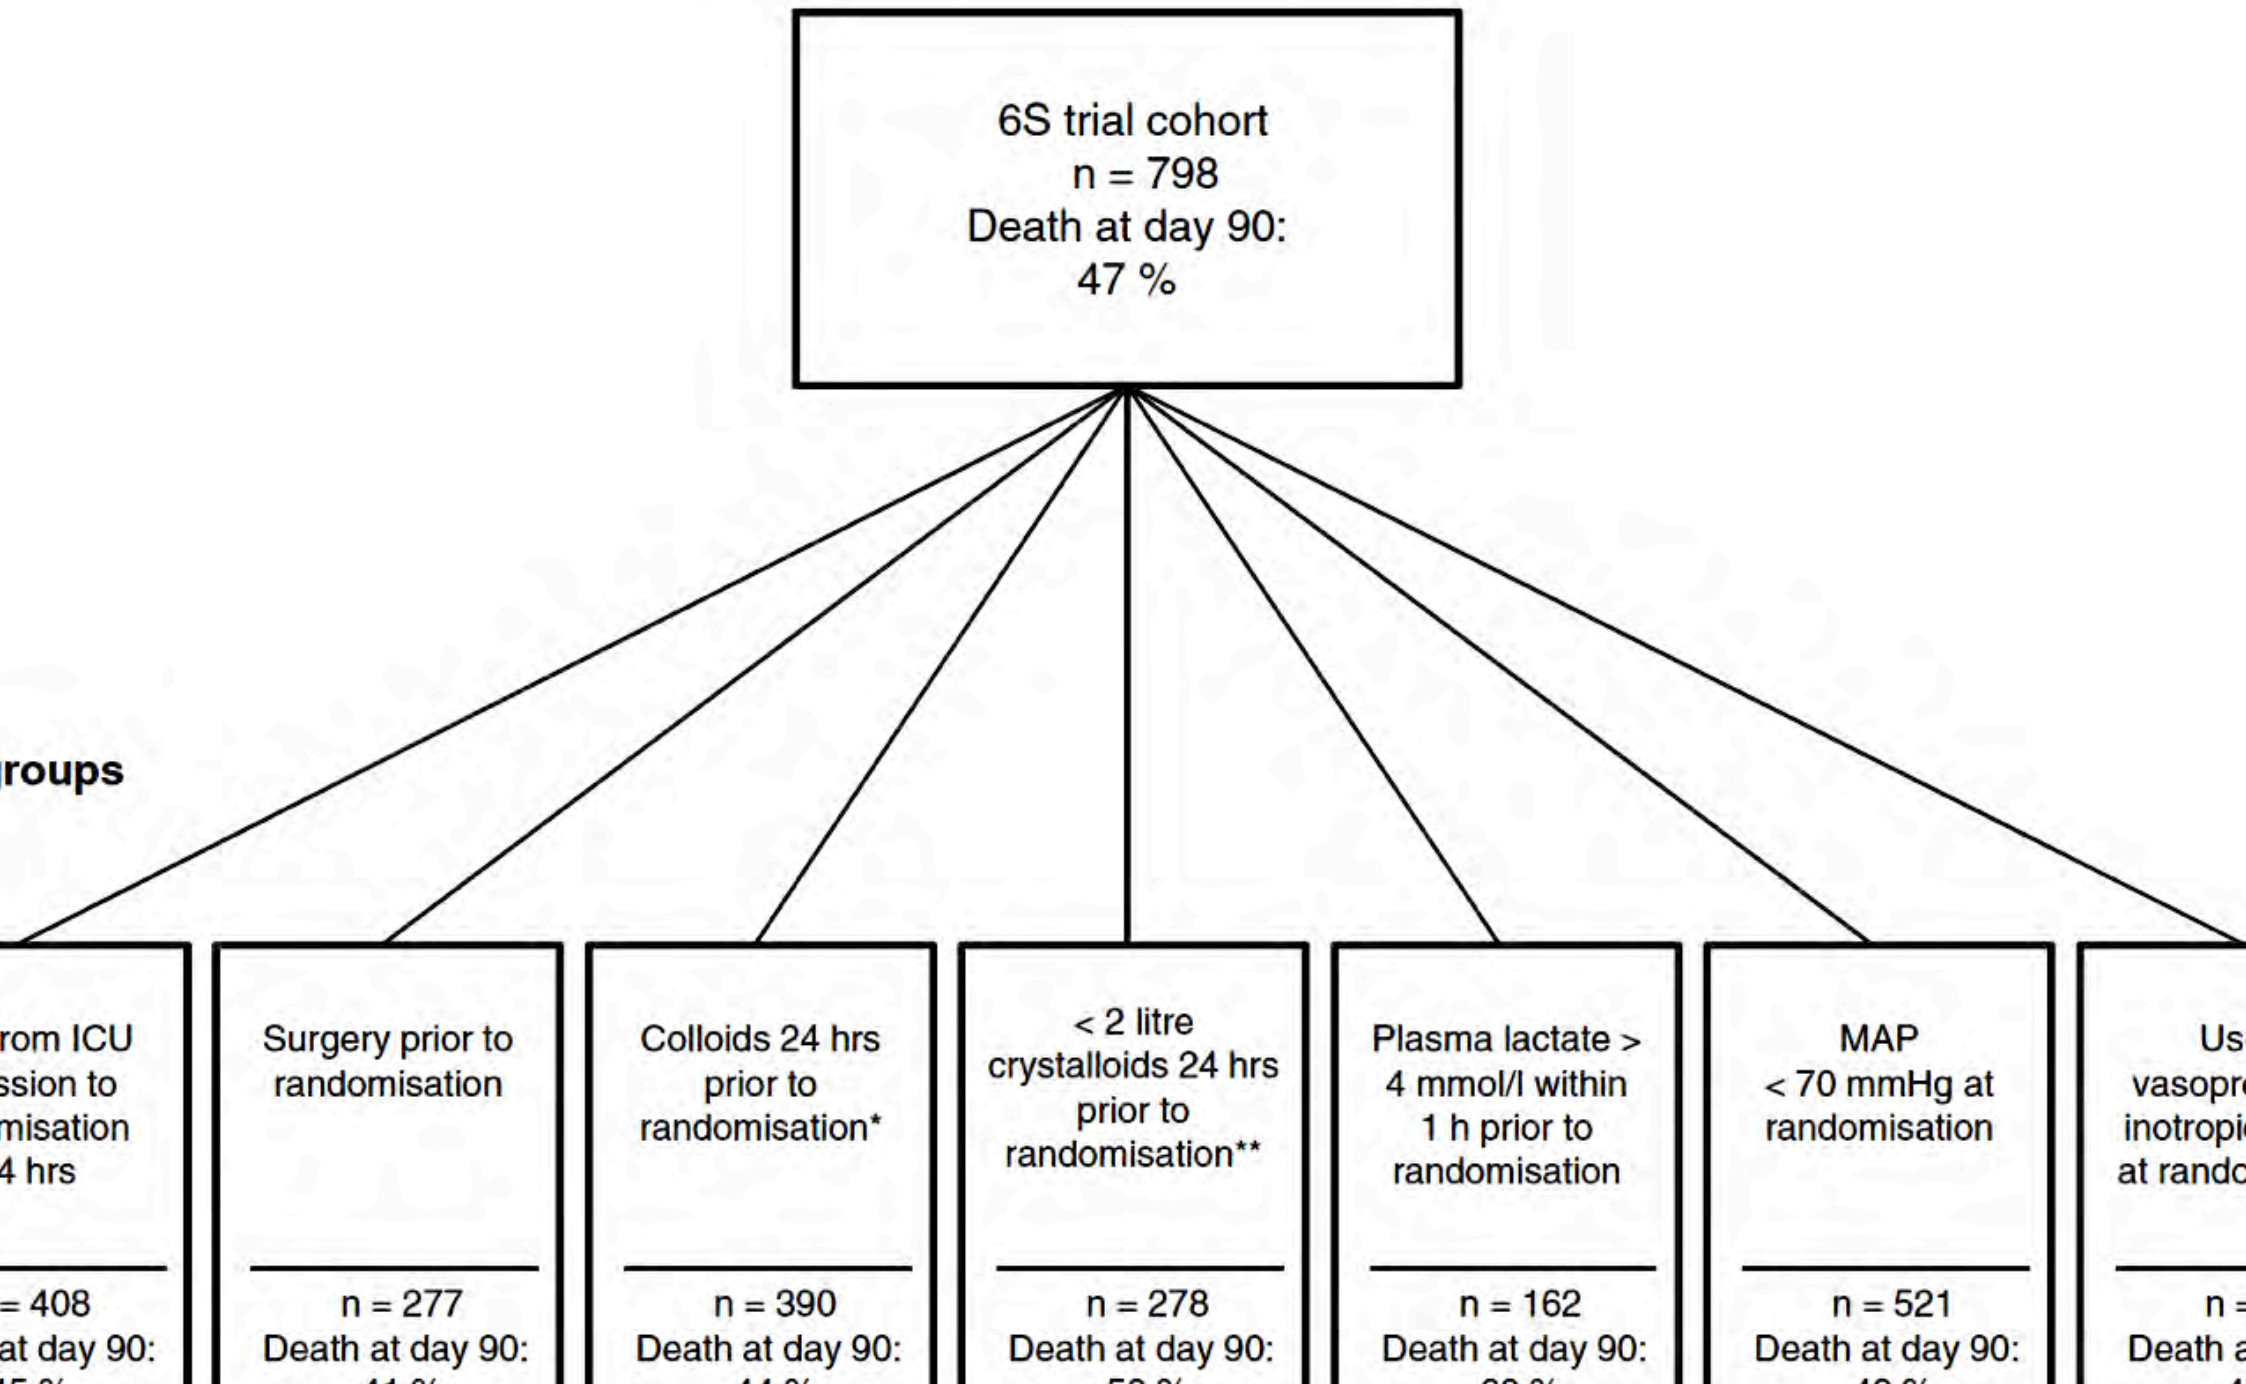 6S trial cohort
n = 798
Death at day 90:
47 %
groups
rom ICU
ssion to
misation
4 hrs
= 408
at day 90:
Surgery prior to
randomisation
n = 277
Death at day 90:
Colloids 24 hrs
prior to
randomisation*
n = 390
Death at day 90:
< 2 litre
crystalloids 24 hrs
prior to
randomisation**
n = 278
Death at day 90:
Plasma lactate >
4 mmol/l within
1 h prior to
randomisation
n = 162
Death at day 90:
MAP
< 70 mmHg at
randomisation
n = 521
Death at day 90:
Us
vasopre
inotropi
at rando
n =
Death a